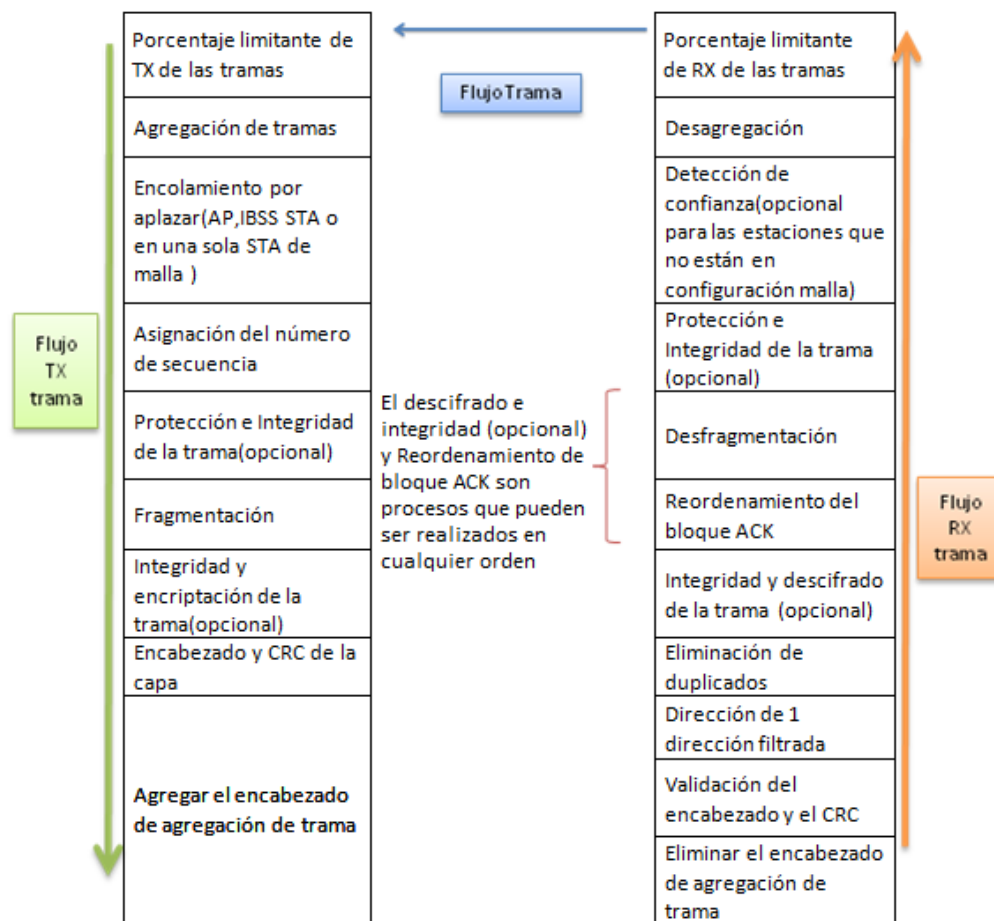 Porcentaje limitante de
TX de las tramas
Agregación de tramas
Encolamiento por
aplazar(AP,IBSS STA o
en una sola STA de
malla )
Asignación del número
de secuencia
Protección e Integridad
de la trama(opcional)
Fragmentación
Integridad y
encriptación de la
trama(opcional)
Encabezado y CRC de la
capa
Agregar el encabezado
de agregación de trama
Flujo
TX
trama
FlujoTrama
El descifrado e
integridad (opcional)
y Reordenamiento de
bloque ACK son
procesos que pueden
ser realizados en
cualquier orden
Porcentaje limitante
de RX de las tramas
Desagregación
Detección de
confianza(opcional
para las estaciones que
no están en
configuración malla)
Protección e
Integridad de la trama
(opcional)
Desfragmentación
Reordenamiento del
bloque ACK
Integridad y descifrado
de la trama (opcional)
Eliminación de
duplicados
Dirección de 1
dirección filtrada
Validación del
encabezado y el CRC
Eliminar el encabezado
de agregación de
trama
Flujo
RX
trama